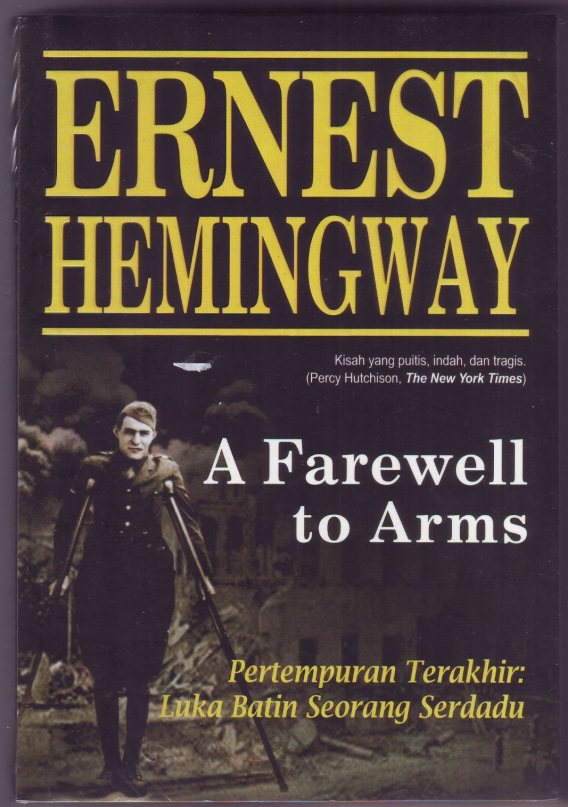 ERNEST
HEMINGWAY
Kisah yang puitis, indah, dan tragis.
(Percy Hutchison, The New York Times)
A Farewell
to Arms
Pertempuran Terakhir:
Luka Batin Seorang Serdadu